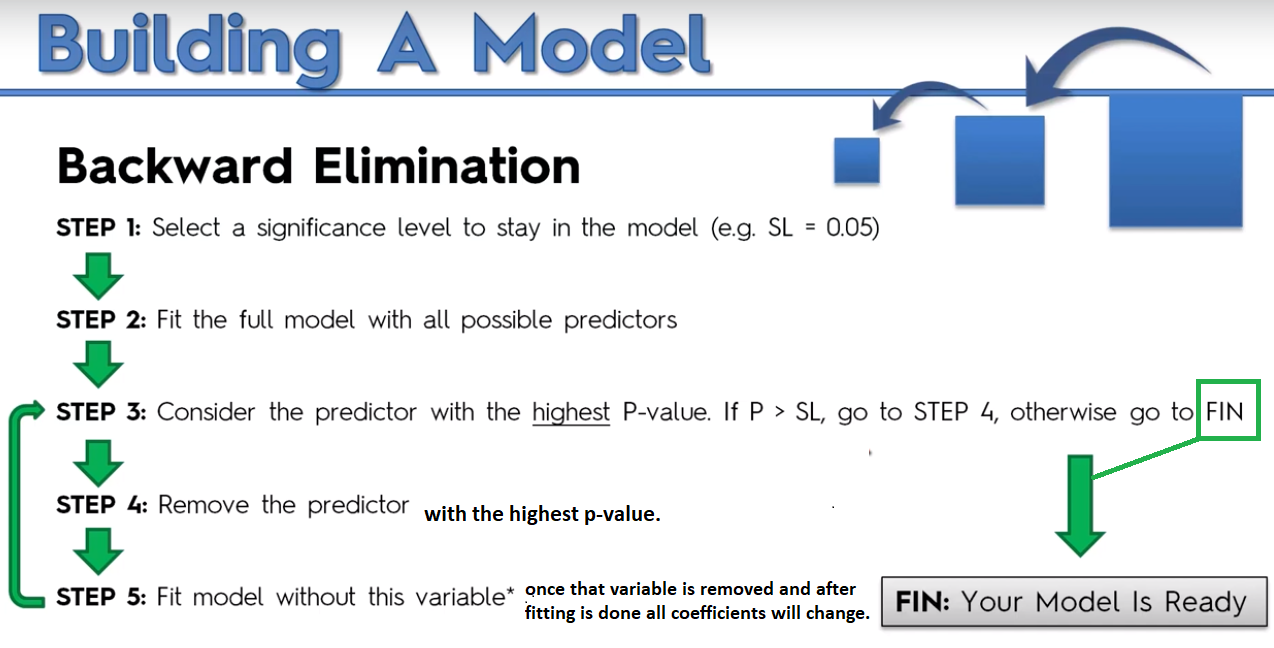 Building A Model
Backward Elimination
STEP 1: Select a significance level to stay in the model (e.g. SL = 0.05)
STEP 2: Fit the full model with all possible predictors
STEP 3: Consider the predictor with the highest P-value. If P > SL, go to STEP 4, otherwise go to FIN
STEP 4: Remove the predictor with the highest p-value.
STEP 5: Fit model without this variable* once that variable is removed and after
fitting is done all coefficients will change.
FIN: Your Model Is Ready